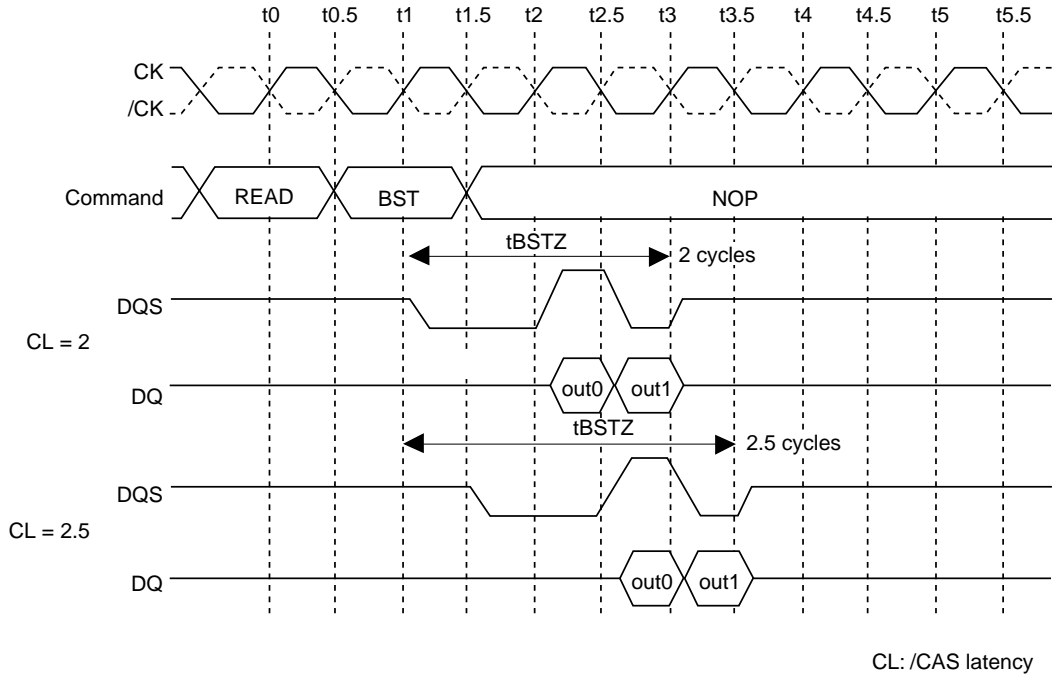 t0 t0.5 t1 t1.5 t2 t2.5 t3 t3.5 t4 t4.5 t5 t5.5
CK
/CK
Command READ BST NOP
tBSTZ 2 cycles
DQS
CL = 2
DQ out0 out1
tBSTZ 2.5 cycles
DQS
CL = 2.5
DQ out0 out1
CL: /CAS latency